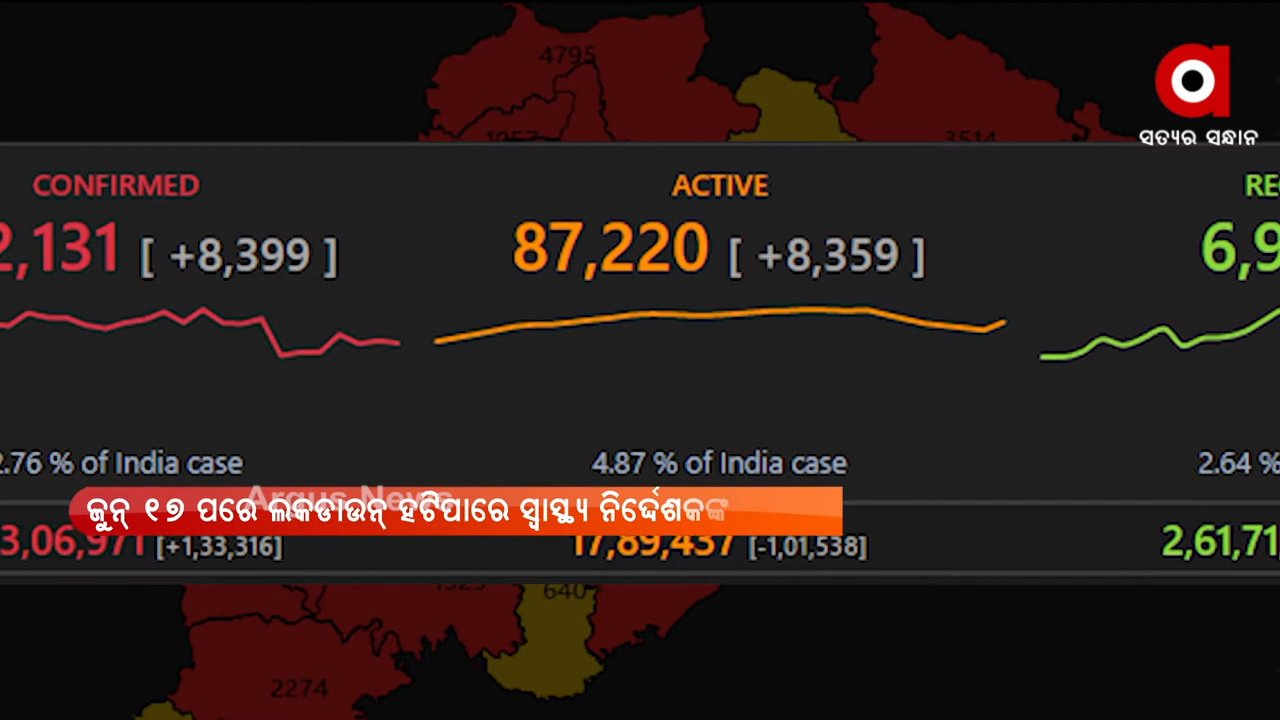 4795
3514
ସତ୍ୟର ସନ୍ଧାନ
CONFIRMED
ACTIVE
2,131 [ +8,399 ]
87,220 [ +8,359 ]
6,9
2.76 % of India case
4.87 % of India case
2.64 %
Argus News
ଜୁନ୍ ୧୭ ପରେ ଲକଡାଉନ୍ ହଟିପାରେ ସ୍ୱାସ୍ଥ୍ୟ ନିର୍ଦ୍ଦେଶକଙ୍କ
3,06,971 [+1,33,316]
17,89,437 [-1,01,538]
2,61,71
640
2274